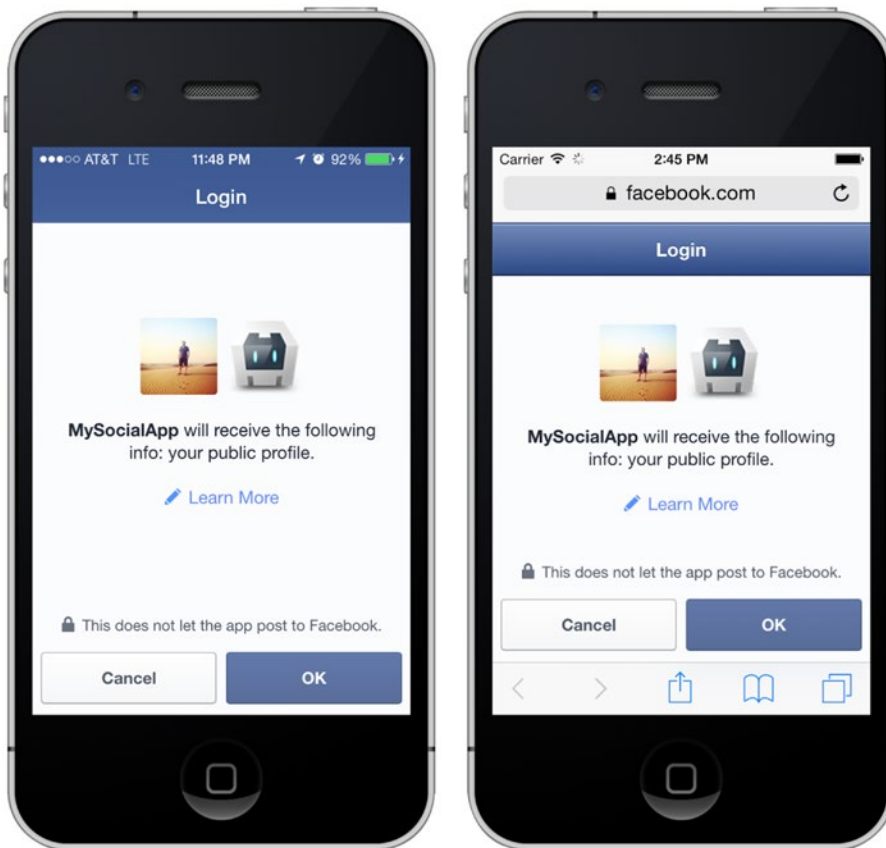 ●●●○○ AT&T LTE 11:48 PM 92%
Login
MySocialApp will receive the following
info: your public profile.
Learn More
This does not let the app post to Facebook.
Cancel OK
Carrier 2:45 PM
facebook.com
Login
MySocialApp will receive the following
info: your public profile.
Learn More
This does not let the app post to Facebook.
Cancel OK